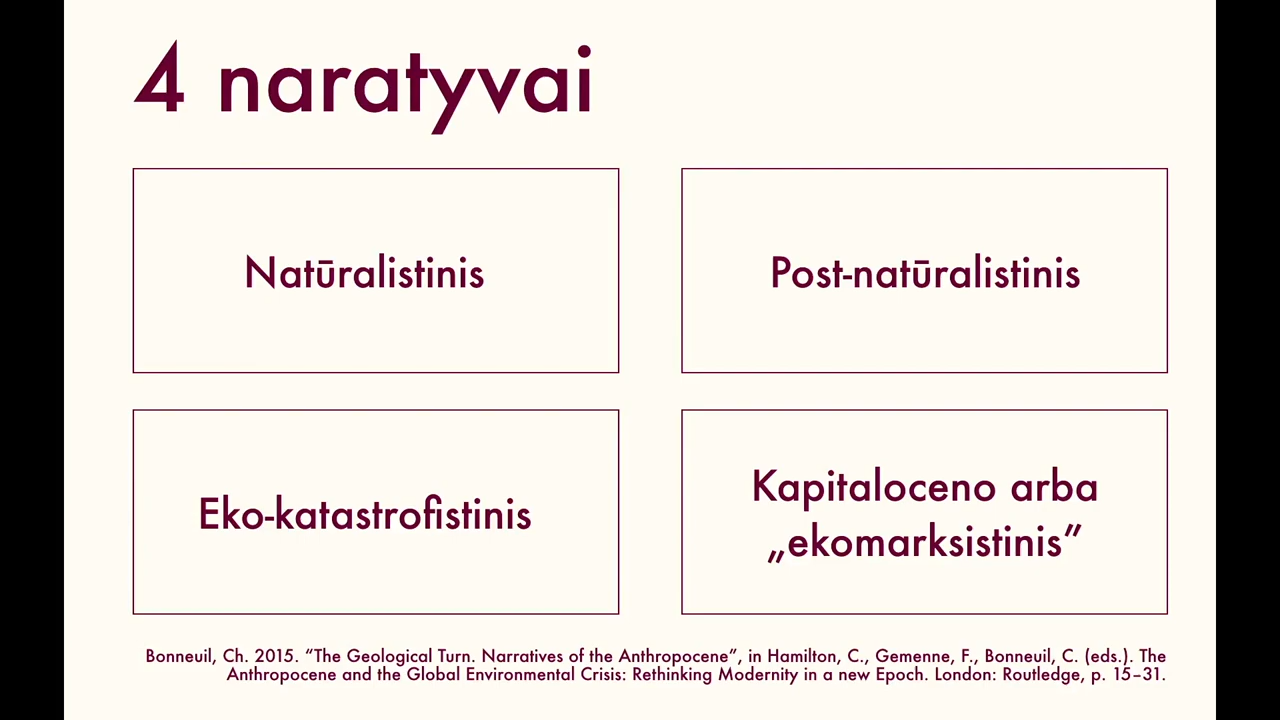 4 naratyvai
Natūralistinis
Post-natūralistinis
Eko-katastrofistinis
Kapitaloceno arba
„ekomarksistinis”
Bonneuil, Ch. 2015. “The Geological Turn. Narratives of the Anthropocene”, in Hamilton, C., Gemenne, F., Bonneuil, C. (eds.). The
Anthropocene and the Global Environmental Crisis: Rethinking Modernity in a new Epoch. London: Routledge, p. 15–31.